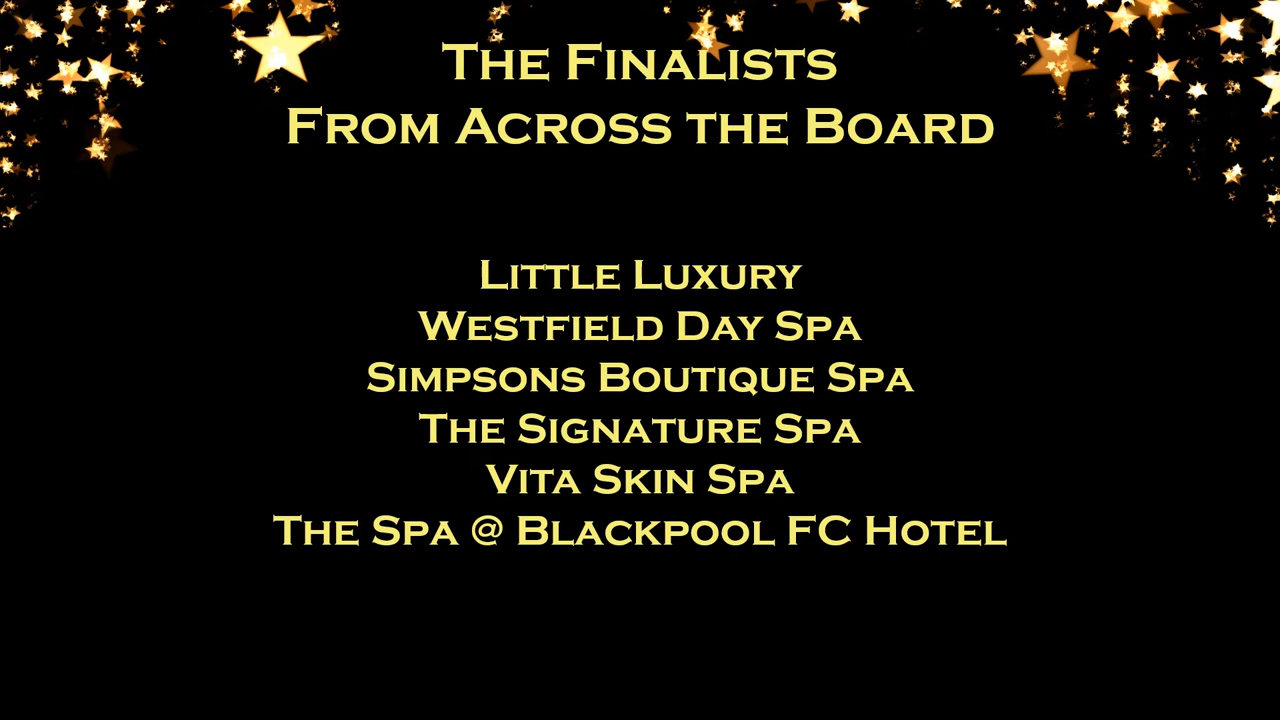 The Finalists
From Across the Board
Little Luxury
Westfield Day Spa
Simpsons Boutique Spa
The Signature Spa
Vita Skin Spa
The Spa @ Blackpool FC Hotel